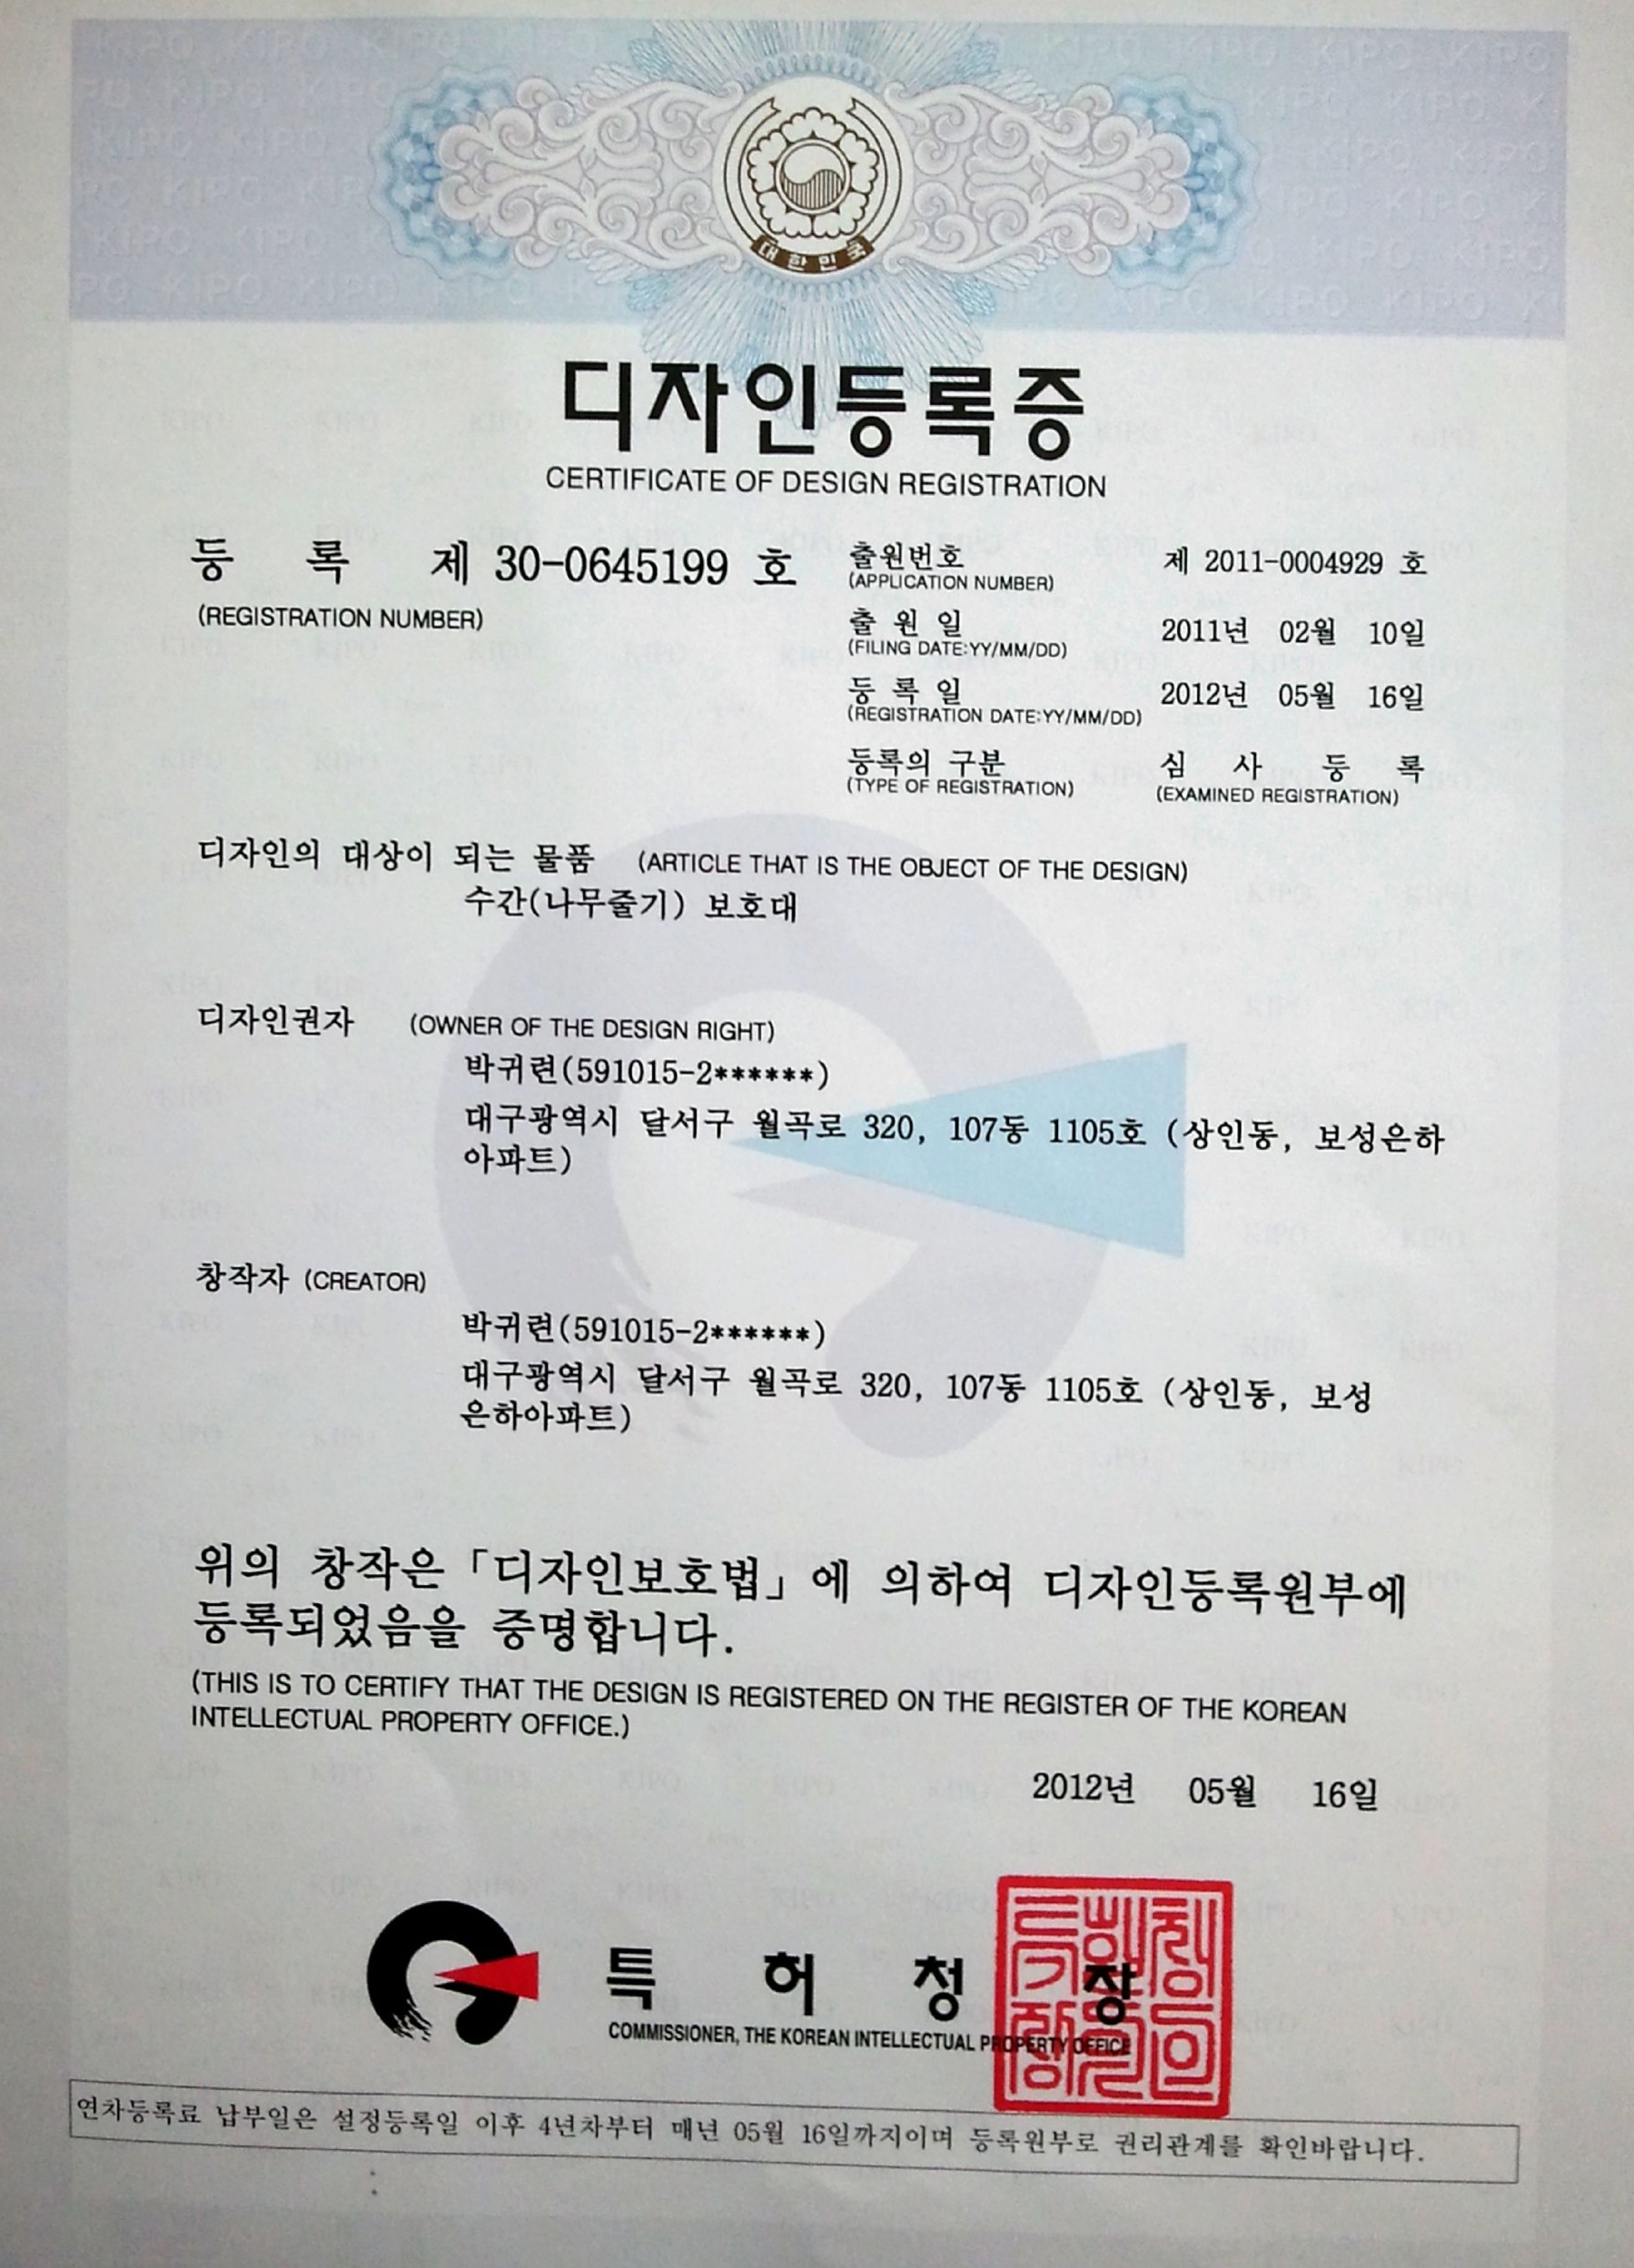 대한민국
디자인등록증
CERTIFICATE OF DESIGN REGISTRATION
등 록 제 30-0645199 호
(REGISTRATION NUMBER)
출원번호 제 2011-0004929 호
(APPLICATION NUMBER)
출 원 일 2011년 02월 10일
(FILING DATE:YY/MM/DD)
등 록 일 2012년 05월 16일
(REGISTRATION DATE:YY/MM/DD)
등록의 구분 심 사 등 록
(TYPE OF REGISTRATION) (EXAMINED REGISTRATION)
디자인의 대상이 되는 물품 (ARTICLE THAT IS THE OBJECT OF THE DESIGN)
수간(나무줄기) 보호대
디자인권자 (OWNER OF THE DESIGN RIGHT)
박귀련(591015-2******)
대구광역시 달서구 월곡로 320, 107동 1105호 (상인동, 보성은하
아파트)
창작자 (CREATOR)
박귀련(591015-2******)
대구광역시 달서구 월곡로 320, 107동 1105호 (상인동, 보성
은하아파트)
위의 창작은「디자인보호법」에 의하여 디자인등록원부에
등록되었음을 증명합니다.
(THIS IS TO CERTIFY THAT THE DESIGN IS REGISTERED ON THE REGISTER OF THE KOREAN
INTELLECTUAL PROPERTY OFFICE.)
2012년 05월 16일
특 허 청 장
COMMISSIONER, THE KOREAN INTELLECTUAL PROPERTY OFFICE
연차등록료 납부일은 설정등록일 이후 4년차부터 매년 05월 16일까지이며 등록원부로 권리관계를 확인바랍니다.